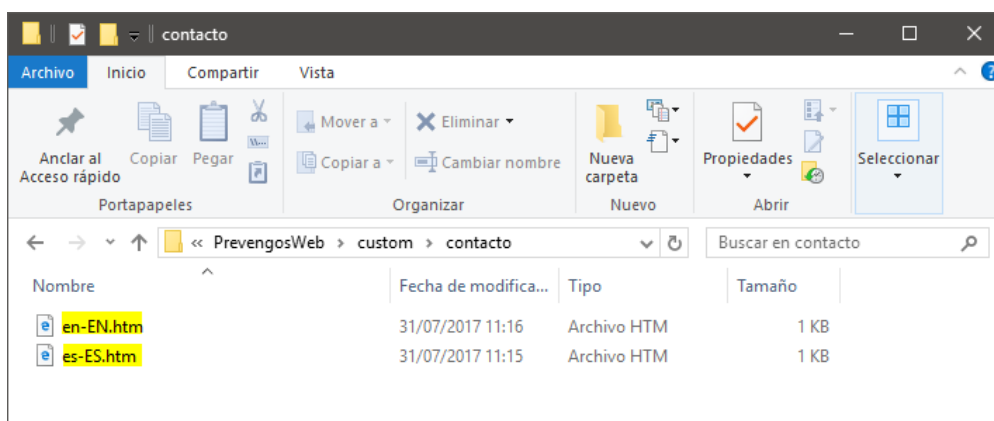 contacto
Archivo Inicio Compartir Vista
Anclar al Acceso rápido
Copiar
Pegar
Mover a
Copiar a
Eliminar
Cambiar nombre
Nueva carpeta
Propiedades
Seleccionar
Portapapeles Organizar Nuevo Abrir
« PrevengosWeb > custom > contacto
Buscar en contacto
Nombre Fecha de modifica... Tipo Tamaño
en-EN.htm 31/07/2017 11:16 Archivo HTM 1 KB
es-ES.htm 31/07/2017 11:15 Archivo HTM 1 KB